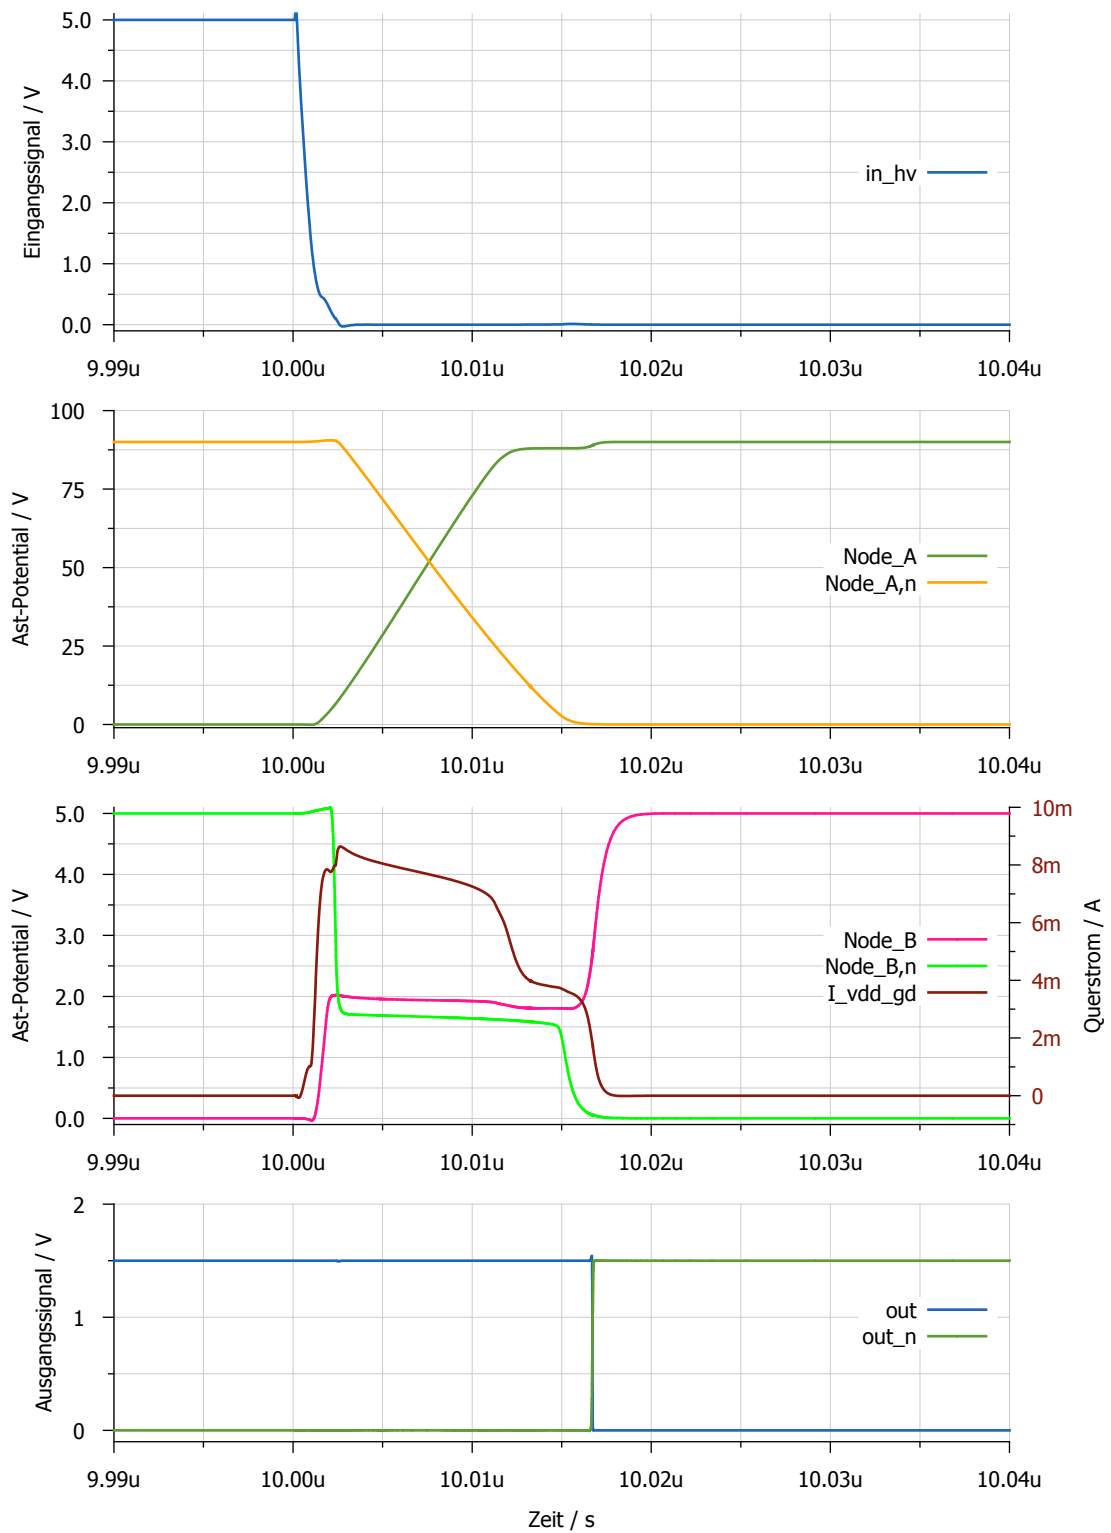 Eingangssignal / V
5.0
4.0
3.0
2.0
1.0
0.0
in_hv
9.99u 10.00u 10.01u 10.02u 10.03u 10.04u
Ast-Potential / V
100
75
50
25
0
Node_A
Node_A,n
9.99u 10.00u 10.01u 10.02u 10.03u 10.04u
Ast-Potential / V
5.0
4.0
3.0
2.0
1.0
0.0
Node_B
Node_B,n
I_vdd_gd
10m
8m
6m
4m
2m
0
Querstrom / A
9.99u 10.00u 10.01u 10.02u 10.03u 10.04u
Ausgangssignal / V
2
1
0
out
out_n
9.99u 10.00u 10.01u 10.02u 10.03u 10.04u
Zeit / s